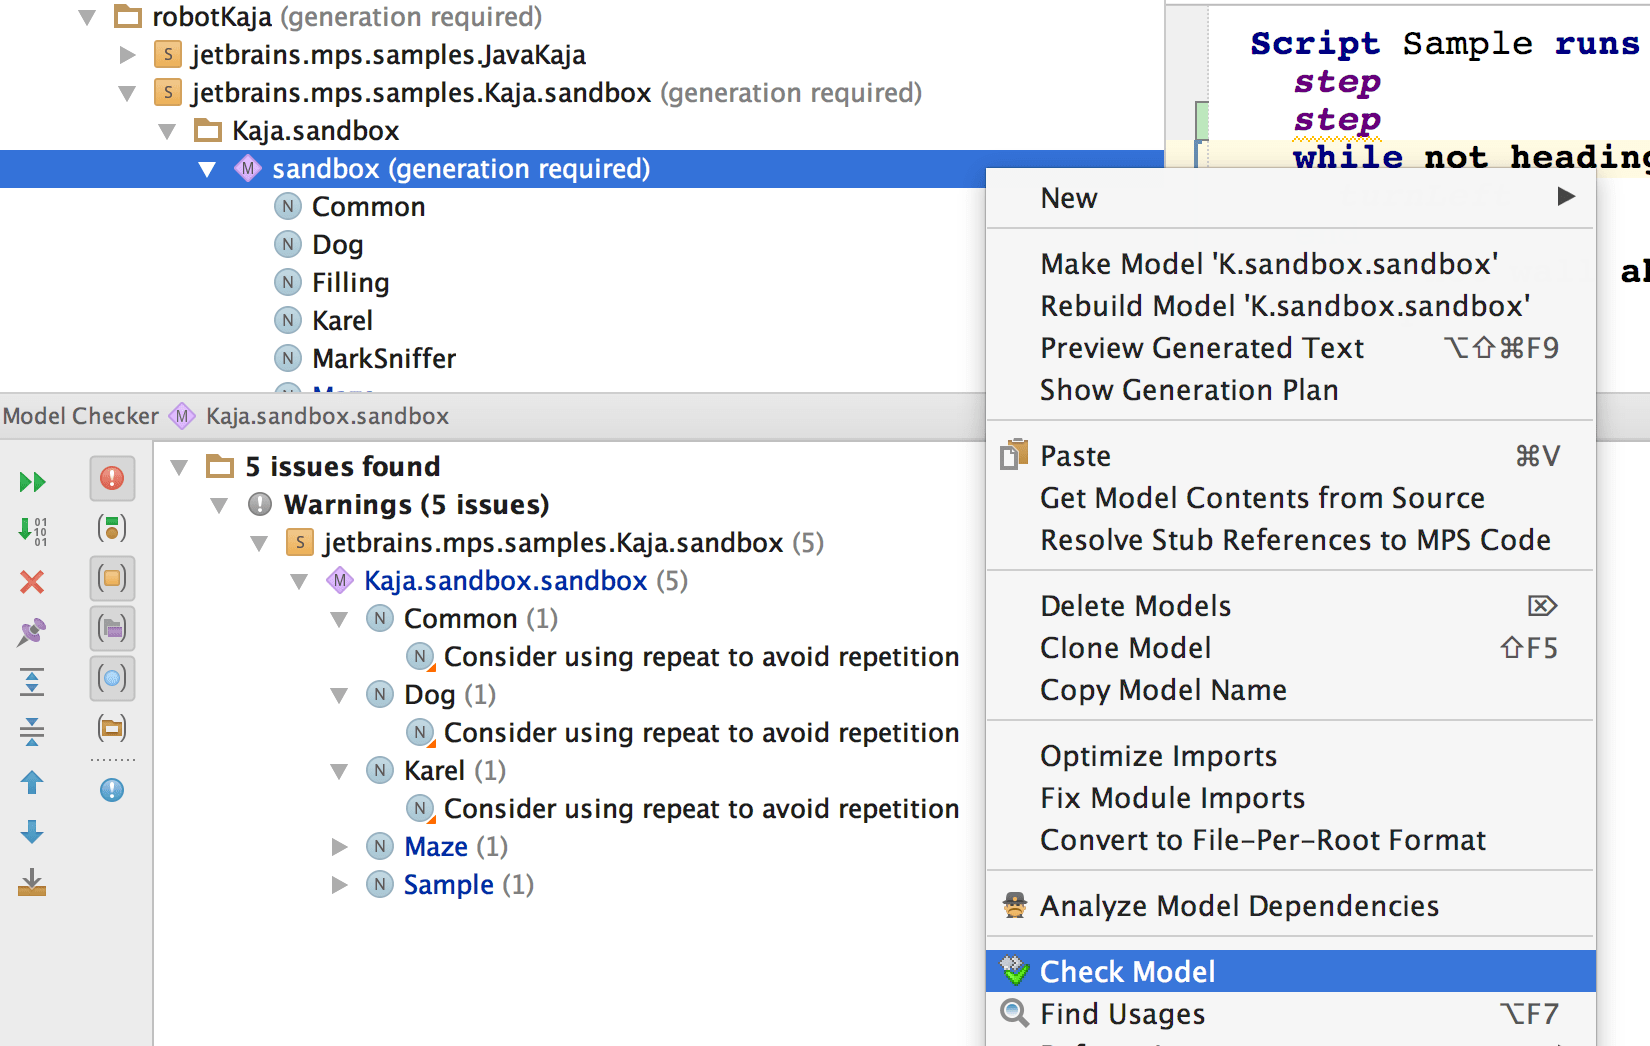 robotKaja (generation required)
jetbrains.mps.samples.JavaKaja
jetbrains.mps.samples.Kaja.sandbox (generation required)
Kaja.sandbox
sandbox (generation required)
Common
Dog
Filling
Karel
MarkSniffer
Script Sample runs
step
step
while not heading
New
Make Model 'K.sandbox.sandbox'
Rebuild Model 'K.sandbox.sandbox'
Preview Generated Text ⌥⇧⌘F9
Show Generation Plan
Paste ⌘V
Get Model Contents from Source
Resolve Stub References to MPS Code
Delete Models ⌦
Clone Model ⇧F5
Copy Model Name
Optimize Imports
Fix Module Imports
Convert to File-Per-Root Format
Analyze Model Dependencies
Check Model
Find Usages ⌥F7
Model Checker Kaja.sandbox.sandbox
5 issues found
Warnings (5 issues)
jetbrains.mps.samples.Kaja.sandbox (5)
Kaja.sandbox.sandbox (5)
Common (1)
Consider using repeat to avoid repetition
Dog (1)
Consider using repeat to avoid repetition
Karel (1)
Consider using repeat to avoid repetition
Maze (1)
Sample (1)